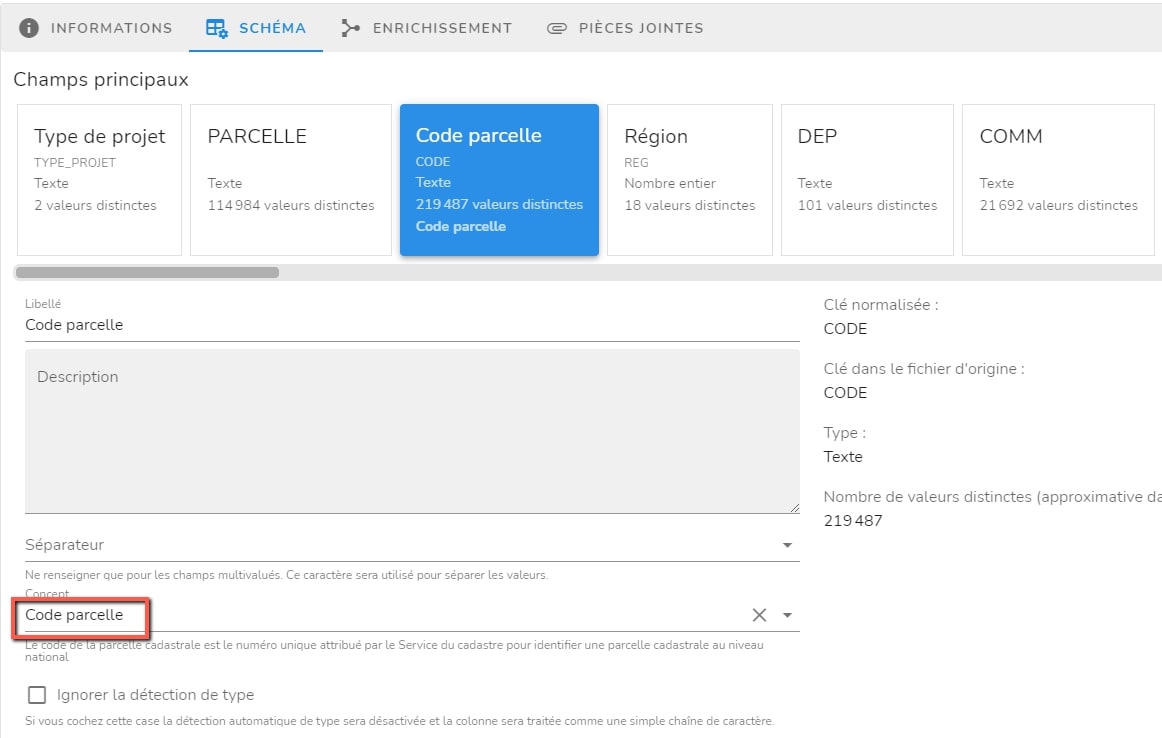 INFORMATIONS SCHÉMA ENRICHISSEMENT PIÈCES JOINTES
Champs principaux
Type de projet
TYPE_PROJET
Texte
2 valeurs distinctes
PARCELLE
Texte
114 984 valeurs distinctes
Code parcelle
CODE
Texte
219 487 valeurs distinctes
Code parcelle
Région
REG
Nombre entier
18 valeurs distinctes
DEP
Texte
101 valeurs distinctes
COMM
Texte
21 692 valeurs distinctes
Libellé
Code parcelle
Description
Séparateur
Ne renseigner que pour les champs multivalués. Ce caractère sera utilisé pour séparer les valeurs.
Concept
Code parcelle
Le code de la parcelle cadastrale est le numéro unique attribué par le Service du cadastre pour identifier une parcelle cadastrale au niveau
national
Ignorer la détection de type
Si vous cochez cette case la détection automatique de type sera désactivée et la colonne sera traitée comme une simple chaîne de caractère.
Clé normalisée :
CODE
Clé dans le fichier d'origine :
CODE
Type :
Texte
Nombre de valeurs distinctes (approximative da
219 487